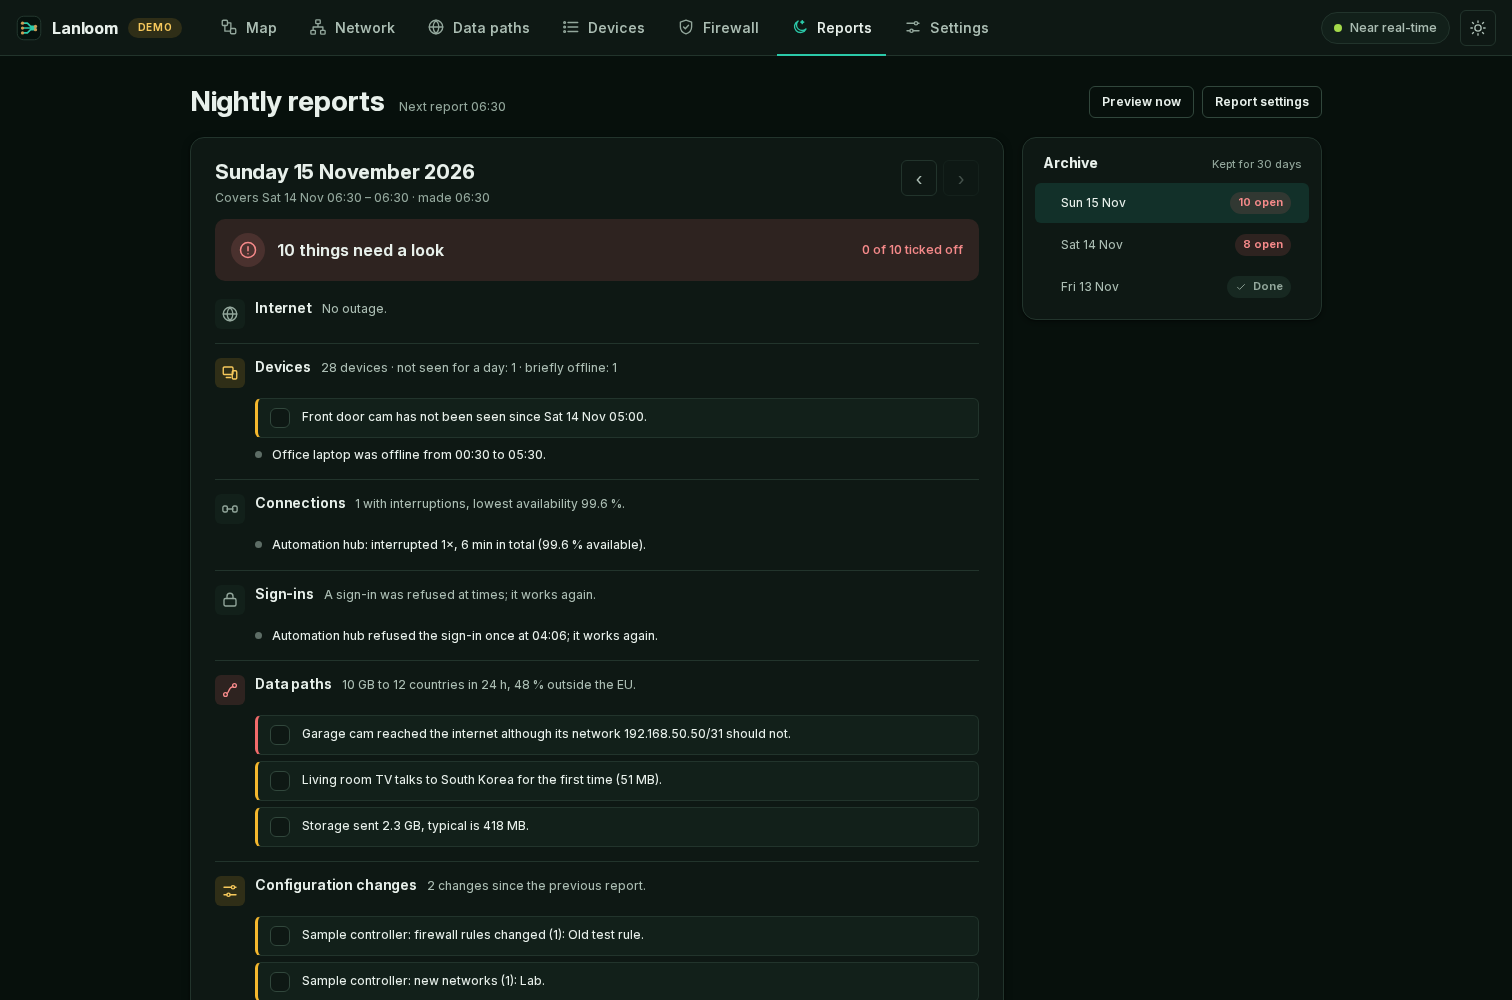 Lanloom DEMO Map Network Data paths Devices Firewall Reports Settings Near real-time
Nightly reports Next report 06:30 Preview now Report settings
Sunday 15 November 2026
Covers Sat 14 Nov 06:30 – 06:30 · made 06:30
10 things need a look 0 of 10 ticked off
Internet No outage.
Devices 28 devices · not seen for a day: 1 · briefly offline: 1
Front door cam has not been seen since Sat 14 Nov 05:00.
Office laptop was offline from 00:30 to 05:30.
Connections 1 with interruptions, lowest availability 99.6 %.
Automation hub: interrupted 1×, 6 min in total (99.6 % available).
Sign-ins A sign-in was refused at times; it works again.
Automation hub refused the sign-in once at 04:06; it works again.
Data paths 10 GB to 12 countries in 24 h, 48 % outside the EU.
Garage cam reached the internet although its network 192.168.50.50/31 should not.
Living room TV talks to South Korea for the first time (51 MB).
Storage sent 2.3 GB, typical is 418 MB.
Configuration changes 2 changes since the previous report.
Sample controller: firewall rules changed (1): Old test rule.
Sample controller: new networks (1): Lab.
Archive Kept for 30 days
Sun 15 Nov 10 open
Sat 14 Nov 8 open
Fri 13 Nov Done